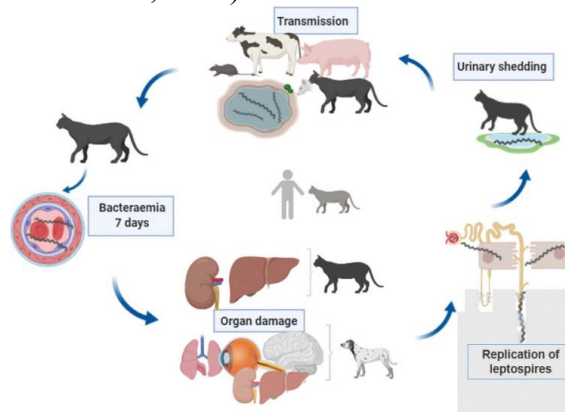 Transmission
Urinary shedding
Bacteraemia
7 days
Organ damage
Replication of
leptospires